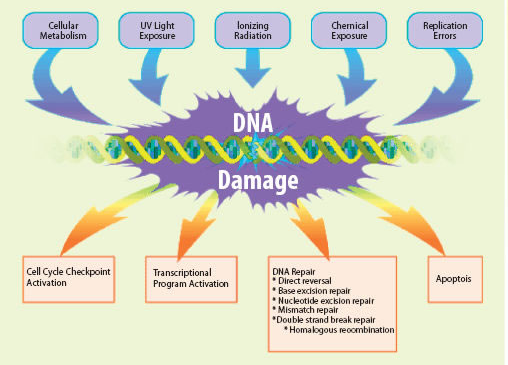 Cellular
Metabolism
UV Light
Exposure
Ionizing
Radiation
Chemical
Exposure
Replication
Errors
DNA
Damage
Cell Cycle Checkpoint
Activation
Transcriptional
Program Activation
DNA Repair
* Direct reversal
* Base excision repair
* Nucleotide excision repair
* Mismatch repair
*Double strand break repair
* Homologous reoombination
Apoptois